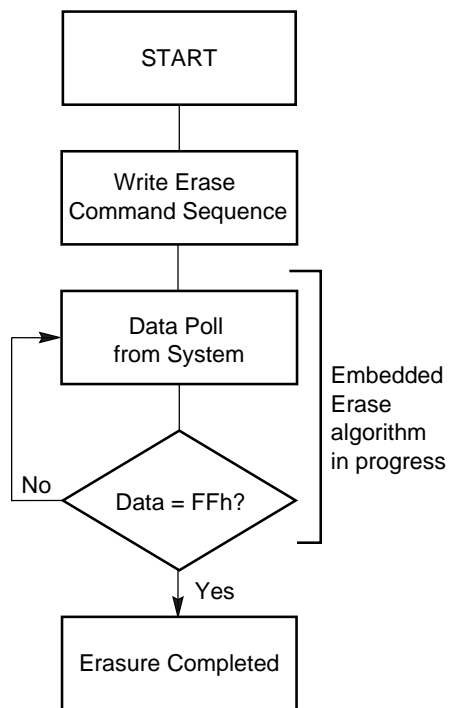 START
Write Erase
Command Sequence
Data Poll
from System
Embedded
Erase
algorithm
in progress
No
Data = FFh?
Yes
Erasure Completed